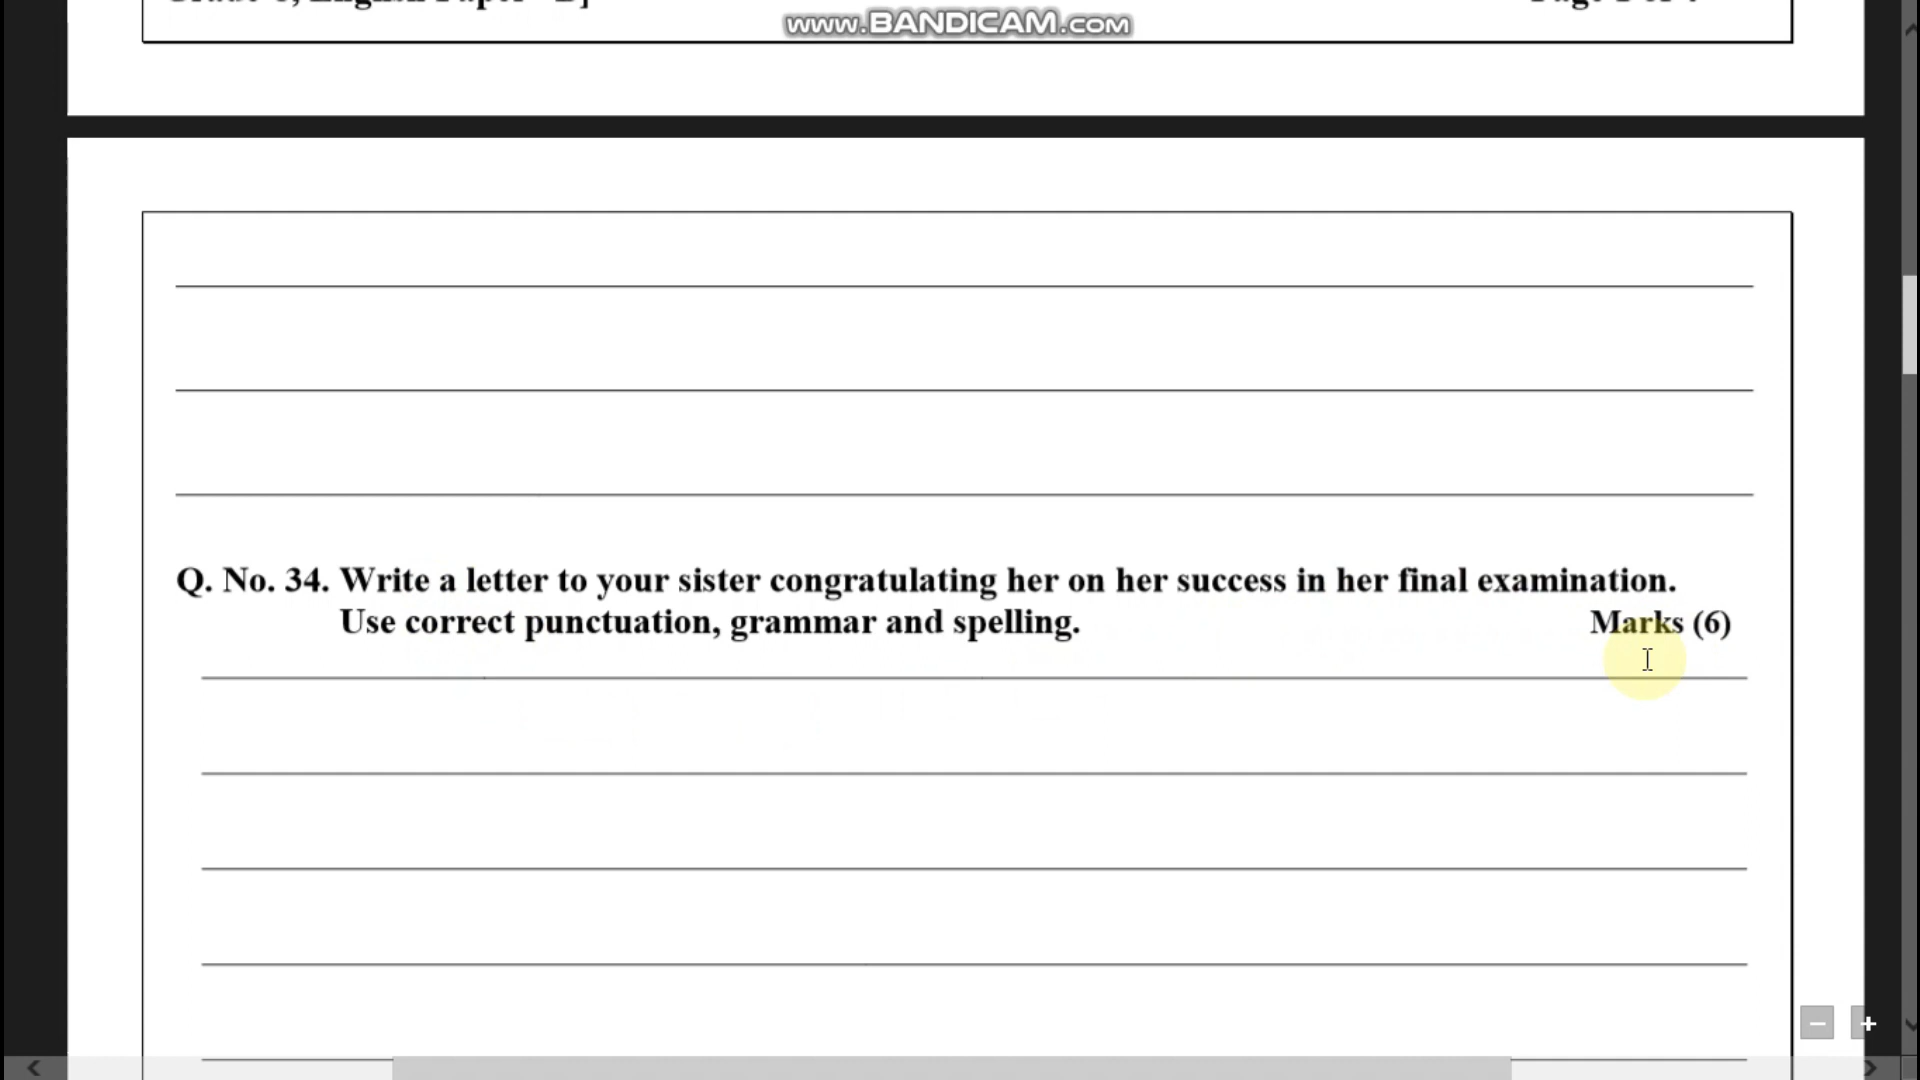 www.BANDICAM.com
Q. No. 34. Write a letter to your sister congratulating her on her success in her final examination.
Use correct punctuation, grammar and spelling. Marks (6)